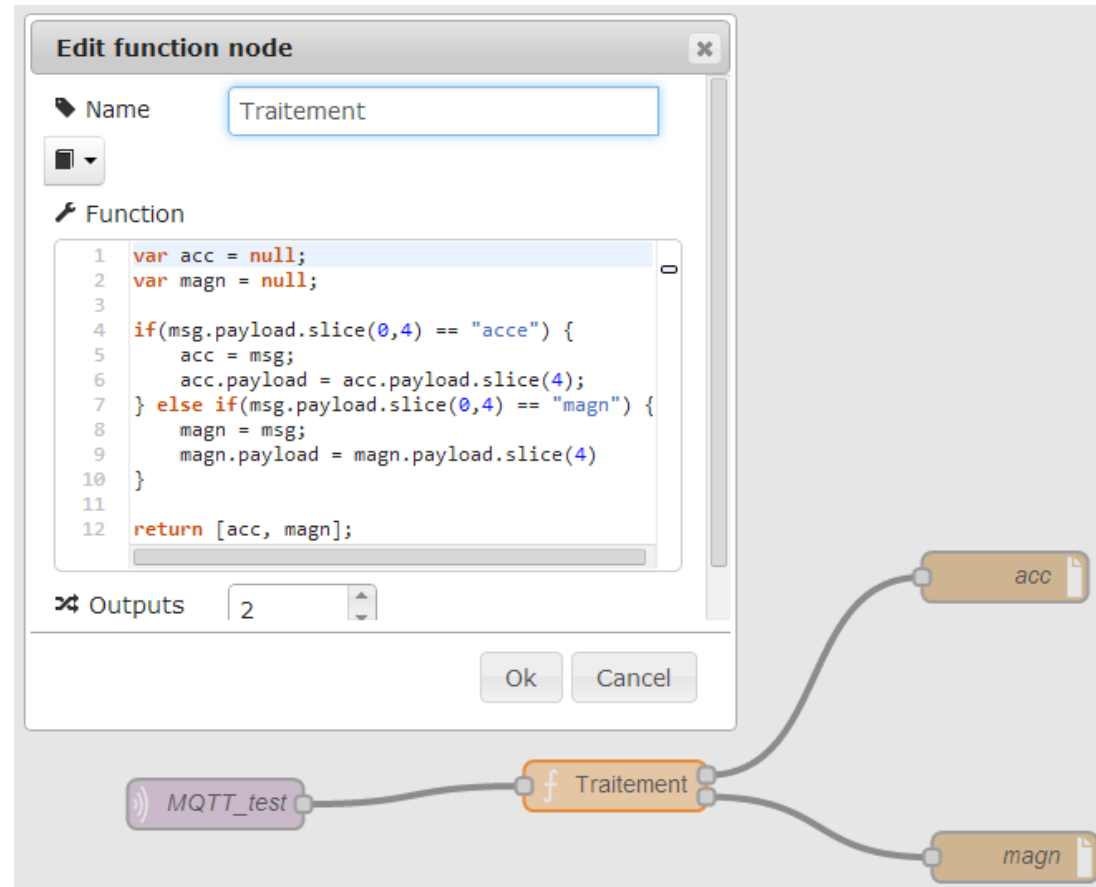 Edit function node
Name
Traitement
Function
1 var acc = null;
2 var magn = null;
3
4 if(msg.payload.slice(0,4) == "acce") {
5     acc = msg;
6     acc.payload = acc.payload.slice(4);
7 } else if(msg.payload.slice(0,4) == "magn") {
8     magn = msg;
9     magn.payload = magn.payload.slice(4)
10 }
11
12 return [acc, magn];
Outputs 2
Ok Cancel
acc
Traitement
MQTT_test
magn